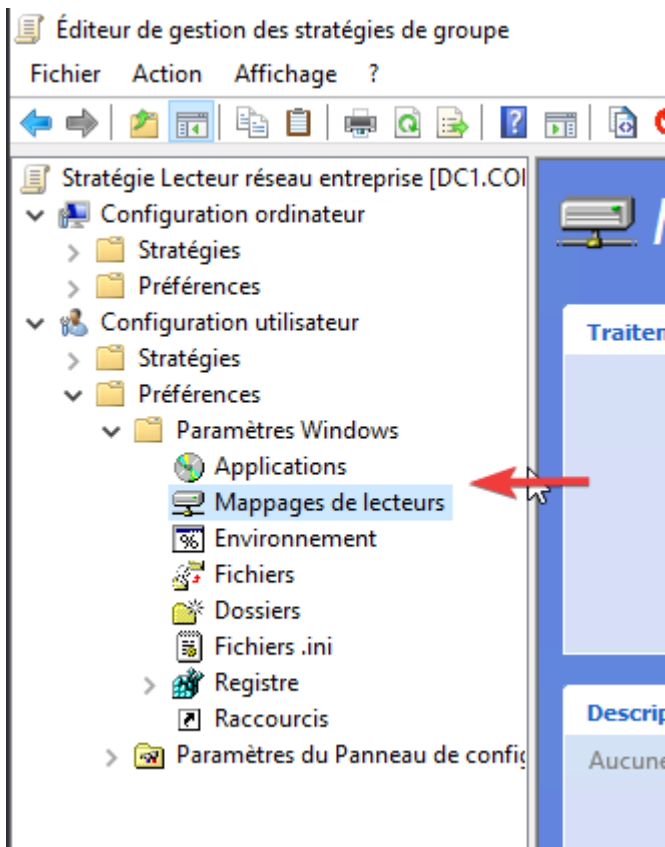 Éditeur de gestion des stratégies de groupe
Fichier Action Affichage ?
Stratégie Lecteur réseau entreprise [DC1.COI
Configuration ordinateur
Stratégies
Préférences
Configuration utilisateur
Stratégies
Préférences
Paramètres Windows
Applications
Mappages de lecteurs
Environnement
Fichiers
Dossiers
Fichiers .ini
Registre
Raccourcis
Paramètres du Panneau de config
Traiten
Descrip
Aucune